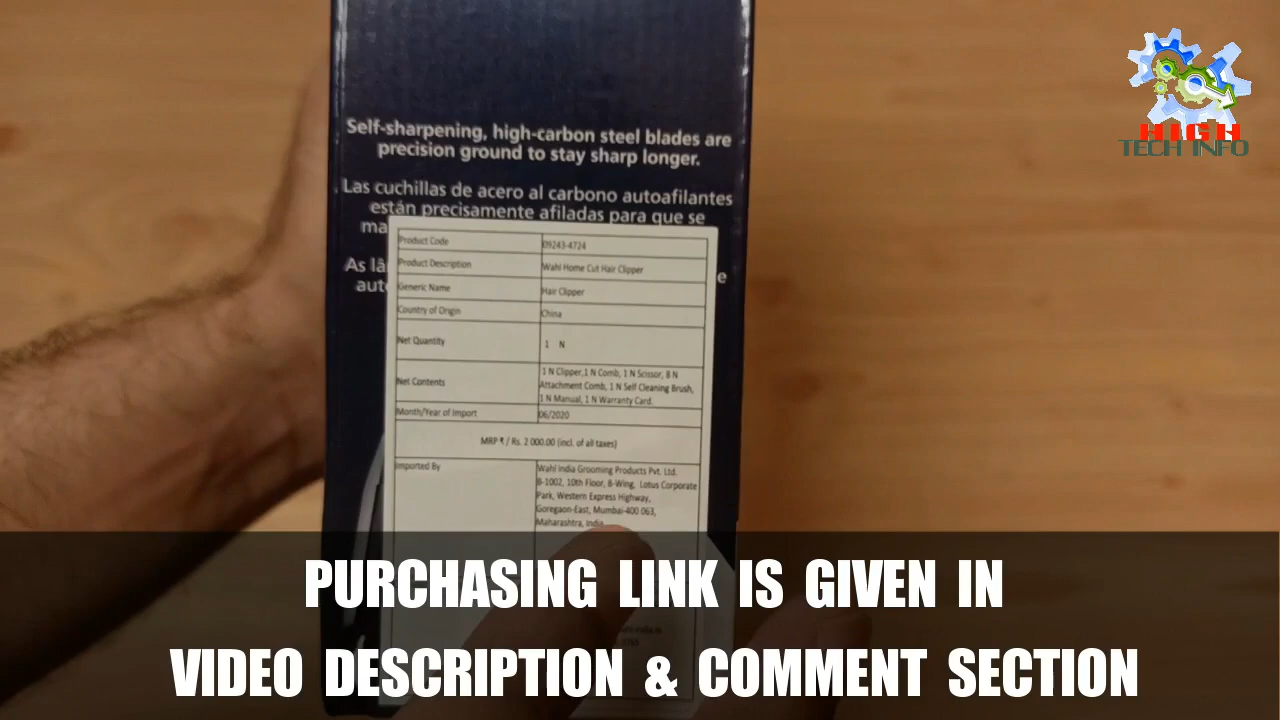 HIGH
TECH INFO
Self-sharpening, high-carbon steel blades are
precision ground to stay sharp longer.
Las cuchillas de acero al carbono autoafilantes
están precisamente afiladas para que se
Product Code 09243-4724
Product Description Wahl Home Cut Hair Clipper
Generic Name Hair Clipper
Country of Origin China
Net Quantity 1 N
Net Contents 1 N Clipper,1 N Comb, 1 N Scissor, 8 N
Attachment Comb, 1 N Self Cleaning Brush,
1 N Manual, 1 N Warranty Card.
Month/Year of Import 06/2020
MRP ₹ / Rs. 2 000.00 (incl. of all taxes)
Imported By Wahl India Grooming Products Pvt. Ltd.
B-1002, 10th Floor, B-Wing, Lotus Corporate
Park, Western Express Highway,
Goregaon-East, Mumbai-400 063,
Maharashtra, India
PURCHASING LINK IS GIVEN IN
VIDEO DESCRIPTION & COMMENT SECTION